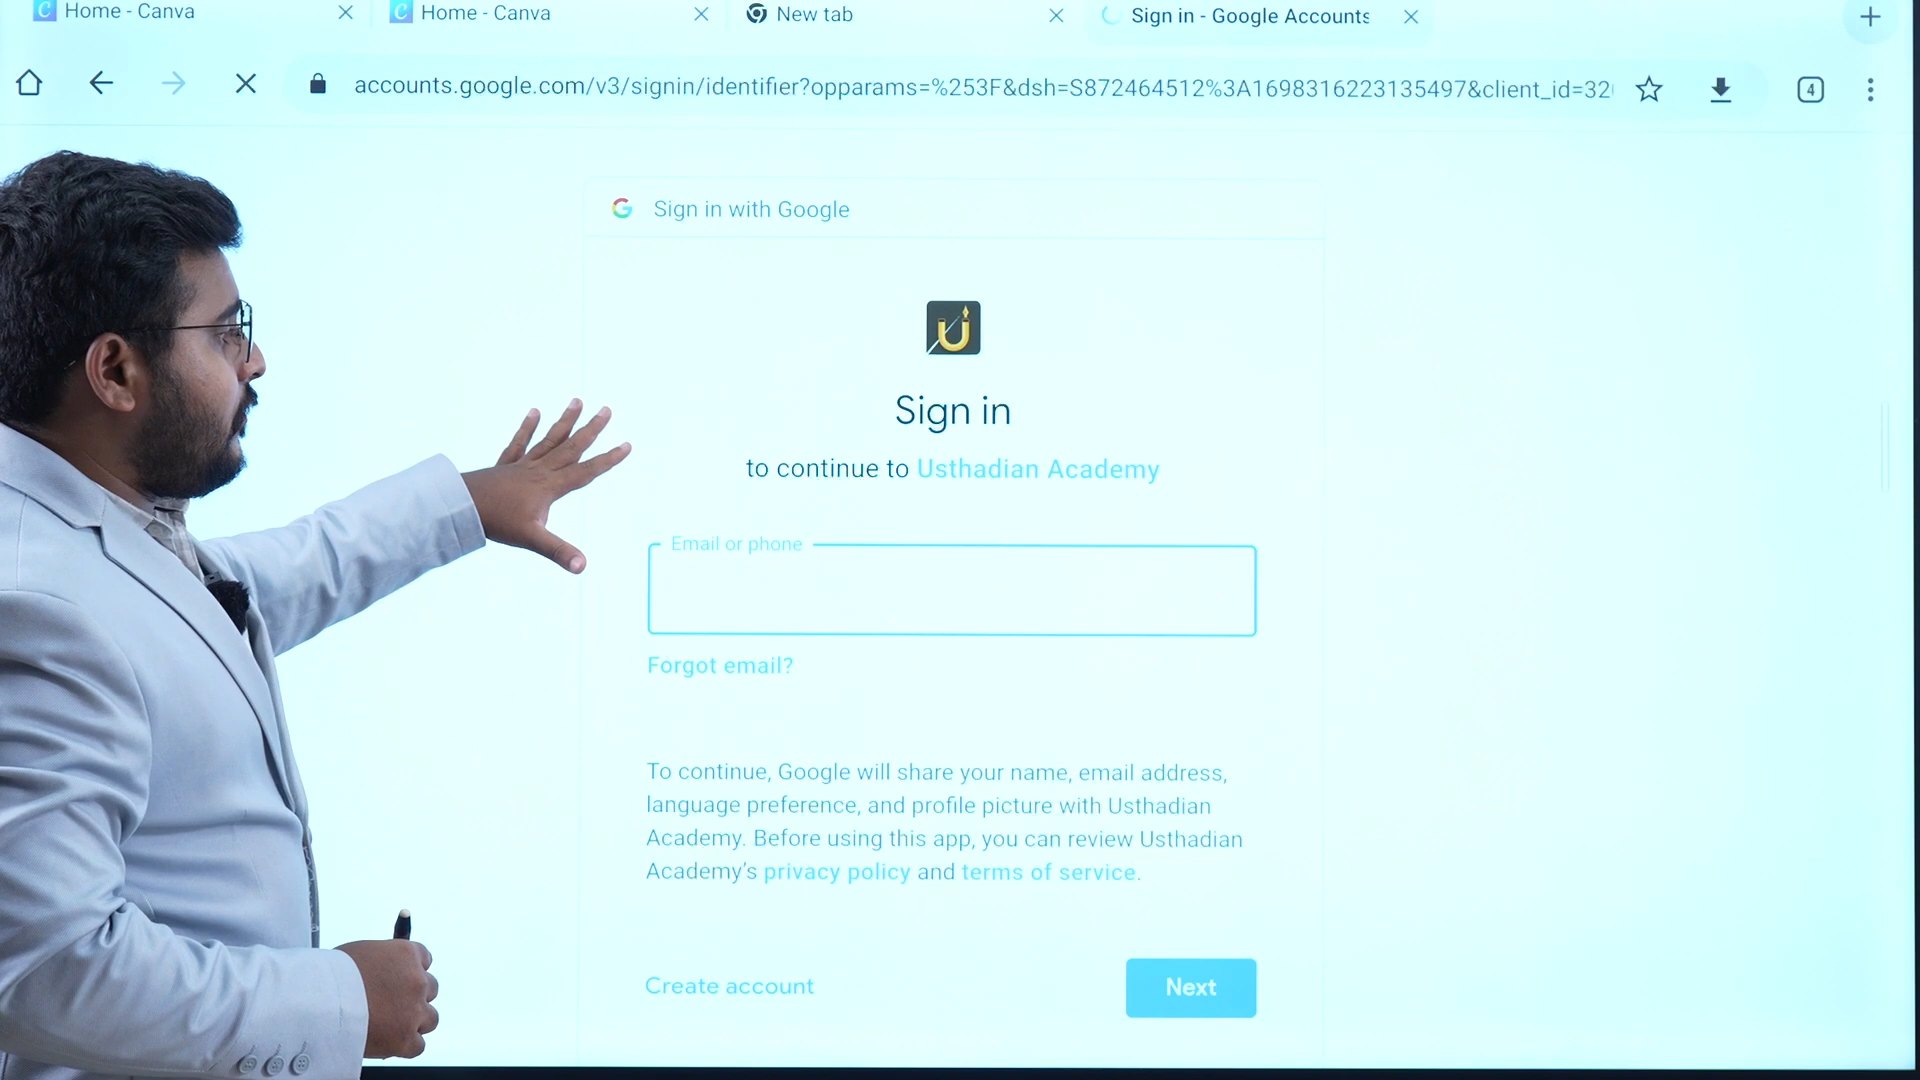 Home - Canva
Home - Canva
New tab
Sign in - Google Accounts
accounts.google.com/v3/signin/identifier?opparams=%253F&dsh=S872464512%3A1698316223135497&client_id=32
4
Sign in with Google
Sign in
to continue to Usthadian Academy
Email or phone
Forgot email?
To continue, Google will share your name, email address,
language preference, and profile picture with Usthadian
Academy. Before using this app, you can review Usthadian
Academy's privacy policy and terms of service.
Create account
Next